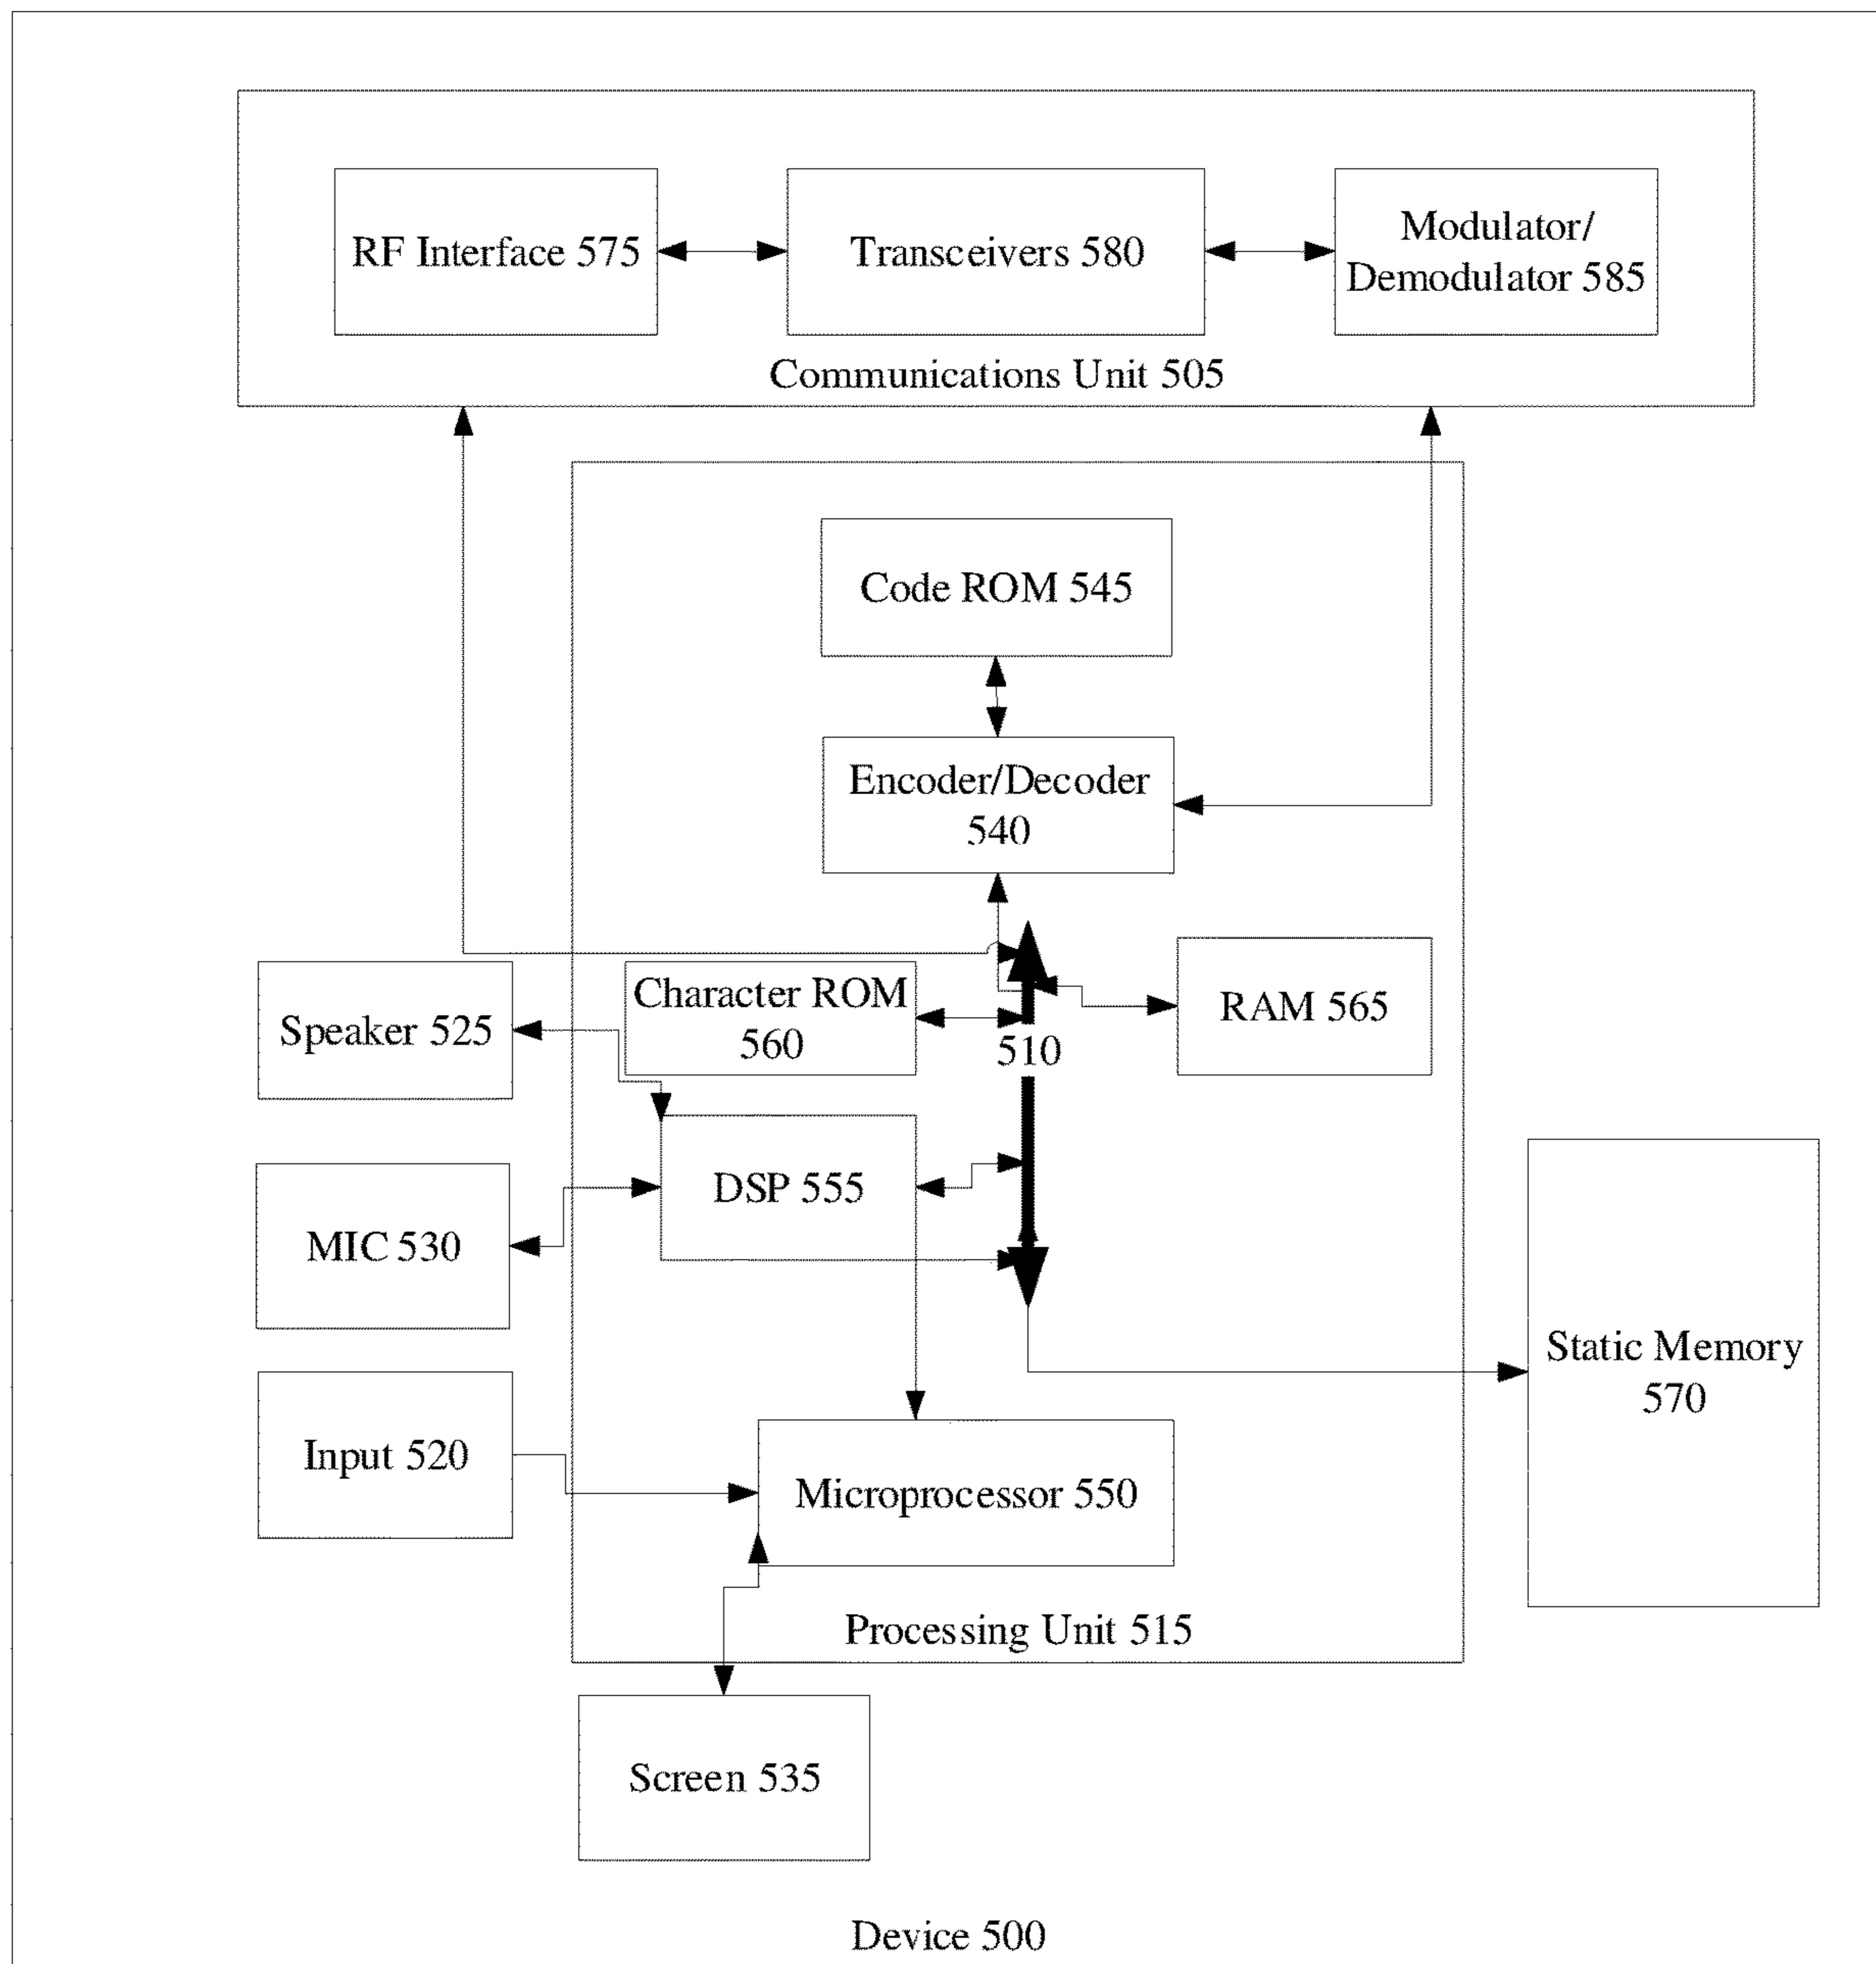 RF Interface 575
Transceivers 580
Modulator/
Demodulator 585
Communications Unit 505
Code ROM 545
Encoder/Decoder
540
Character ROM
560
510
RAM 565
Speaker 525
DSP 555
MIC 530
Static Memory
570
Input 520
Microprocessor 550
Processing Unit 515
Screen 535
Device 500